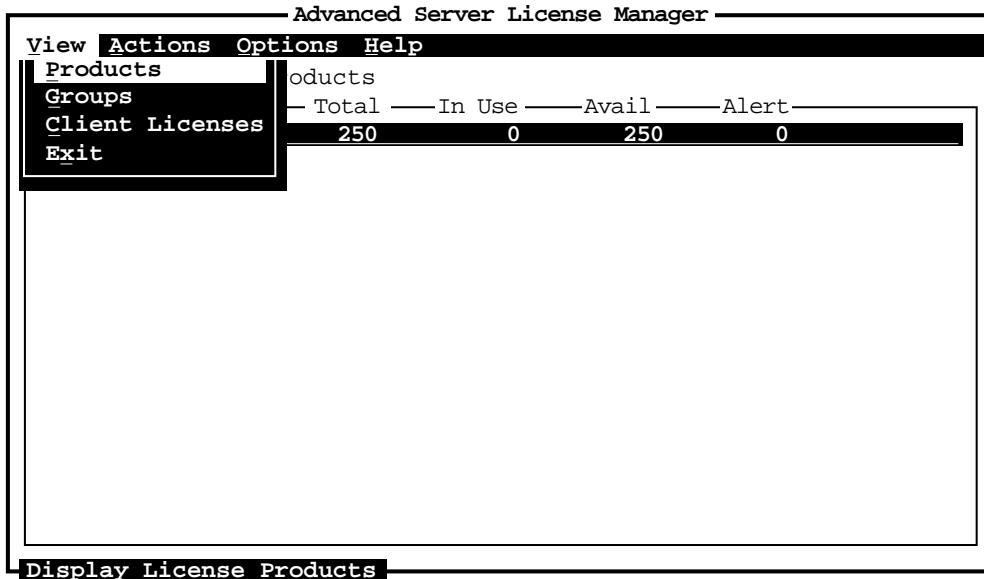 Advanced Server License Manager
View Actions Options Help
Products
oducts
Groups
Total In Use Avail Alert
Client Licenses
250 0 250 0
Exit
Display License Products